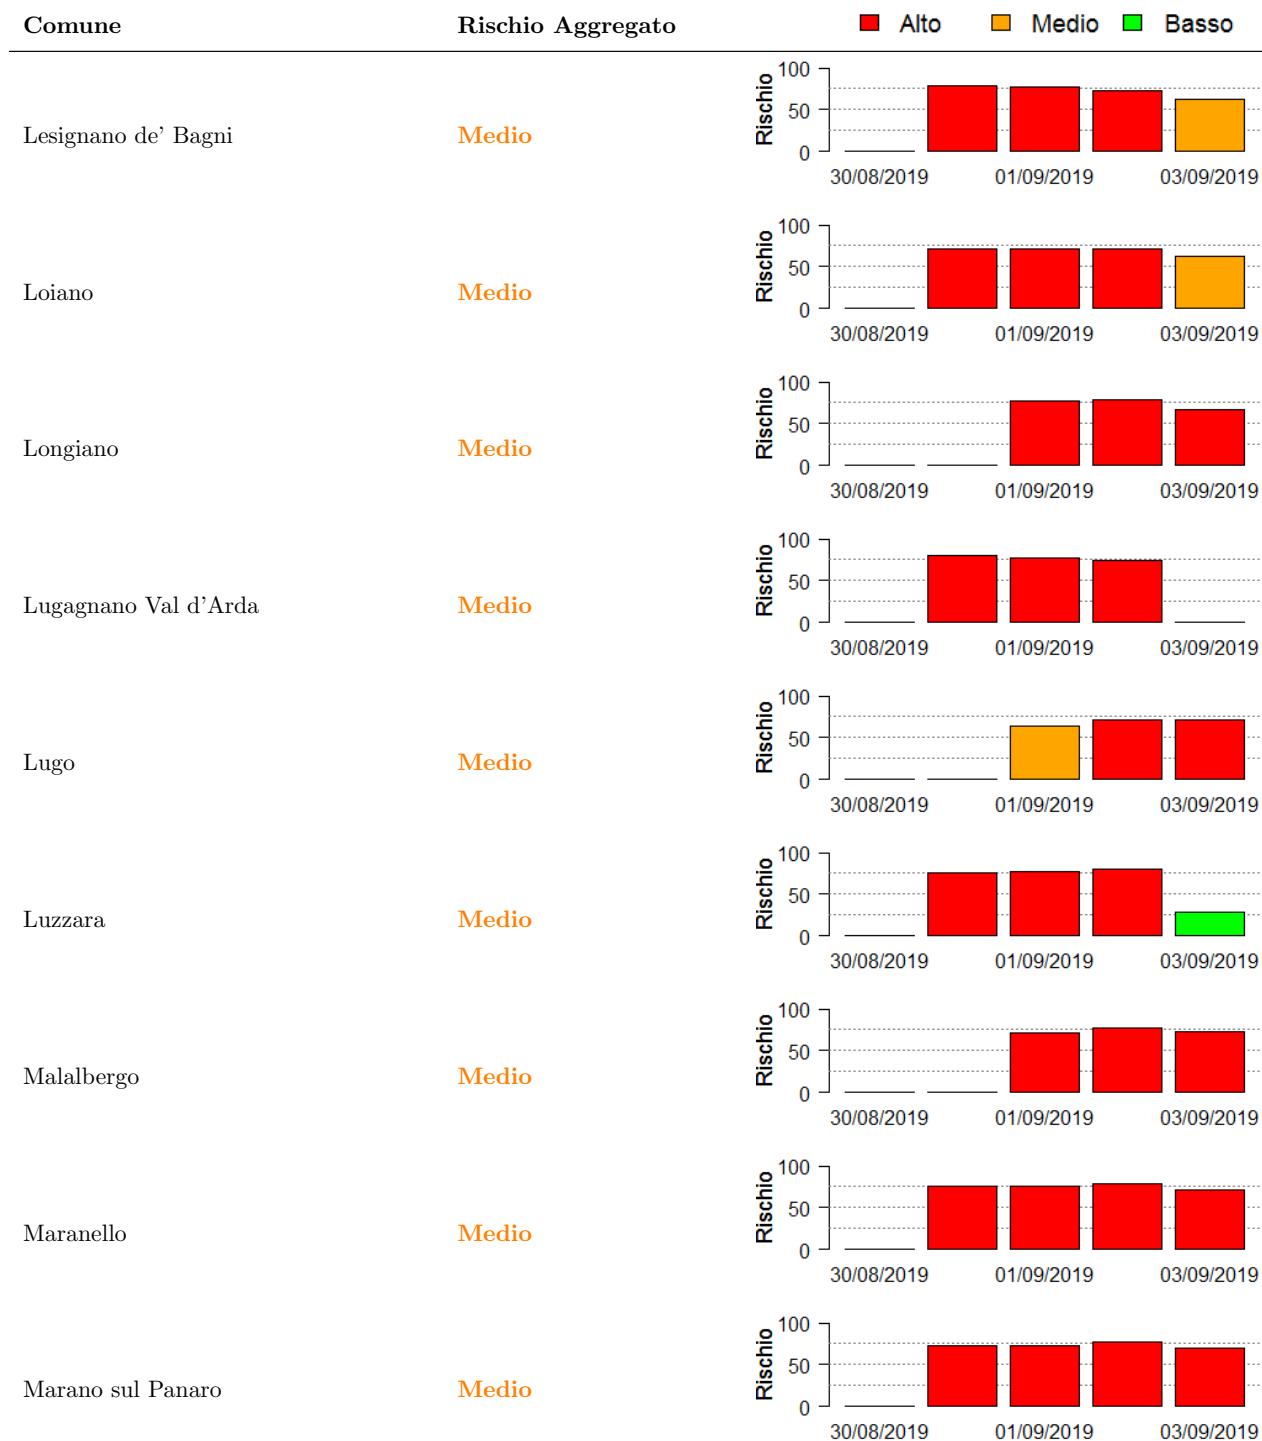 Comune Rischio Aggregato Alto Medio Basso
Lesignano de' Bagni Medio Rischio 100 50 0
30/08/2019 01/09/2019 03/09/2019
Loiano Medio Rischio 100 50 0
30/08/2019 01/09/2019 03/09/2019
Longiano Medio Rischio 100 50 0
30/08/2019 01/09/2019 03/09/2019
Lugagnano Val d'Arda Medio Rischio 100 50 0
30/08/2019 01/09/2019 03/09/2019
Lugo Medio Rischio 100 50 0
30/08/2019 01/09/2019 03/09/2019
Luzzara Medio Rischio 100 50 0
30/08/2019 01/09/2019 03/09/2019
Malalbergo Medio Rischio 100 50 0
30/08/2019 01/09/2019 03/09/2019
Maranello Medio Rischio 100 50 0
30/08/2019 01/09/2019 03/09/2019
Marano sul Panaro Medio Rischio 100 50 0
30/08/2019 01/09/2019 03/09/2019